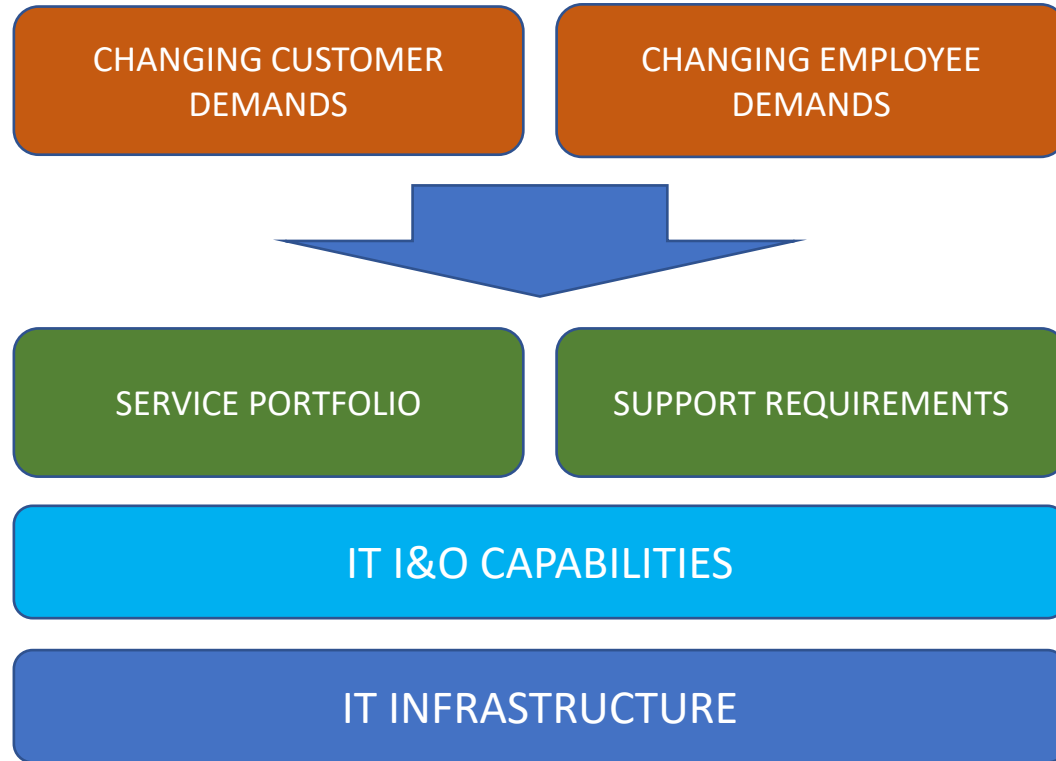 CHANGING CUSTOMER
DEMANDS
CHANGING EMPLOYEE
DEMANDS
SERVICE PORTFOLIO
SUPPORT REQUIREMENTS
IT I&O CAPABILITIES
IT INFRASTRUCTURE